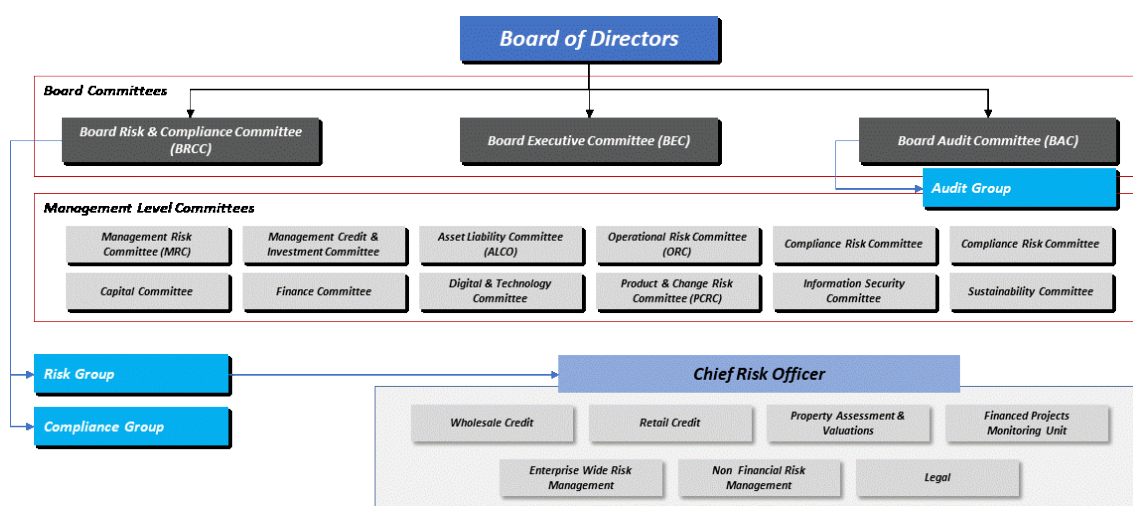 Board of Directors
Board Committees
Board Risk & Compliance Committee
(BRCC)
Board Executive Committee (BEC)
Board Audit Committee (BAC)
Audit Group
Management Level Committees
Management Risk
Committee (MRC)
Management Credit &
Investment Committee
Asset Liability Committee
(ALCO)
Operational Risk Committee
(ORC)
Compliance Risk Committee
Compliance Risk Committee
Capital Committee
Finance Committee
Digital & Technology
Committee
Product & Change Risk
Committee (PCRC)
Information Security
Committee
Sustainability Committee
Risk Group
Chief Risk Officer
Compliance Group
Wholesale Credit
Retail Credit
Property Assessment &
Valuations
Financed Projects
Monitoring Unit
Enterprise Wide Risk
Management
Non Financial Risk
Management
Legal